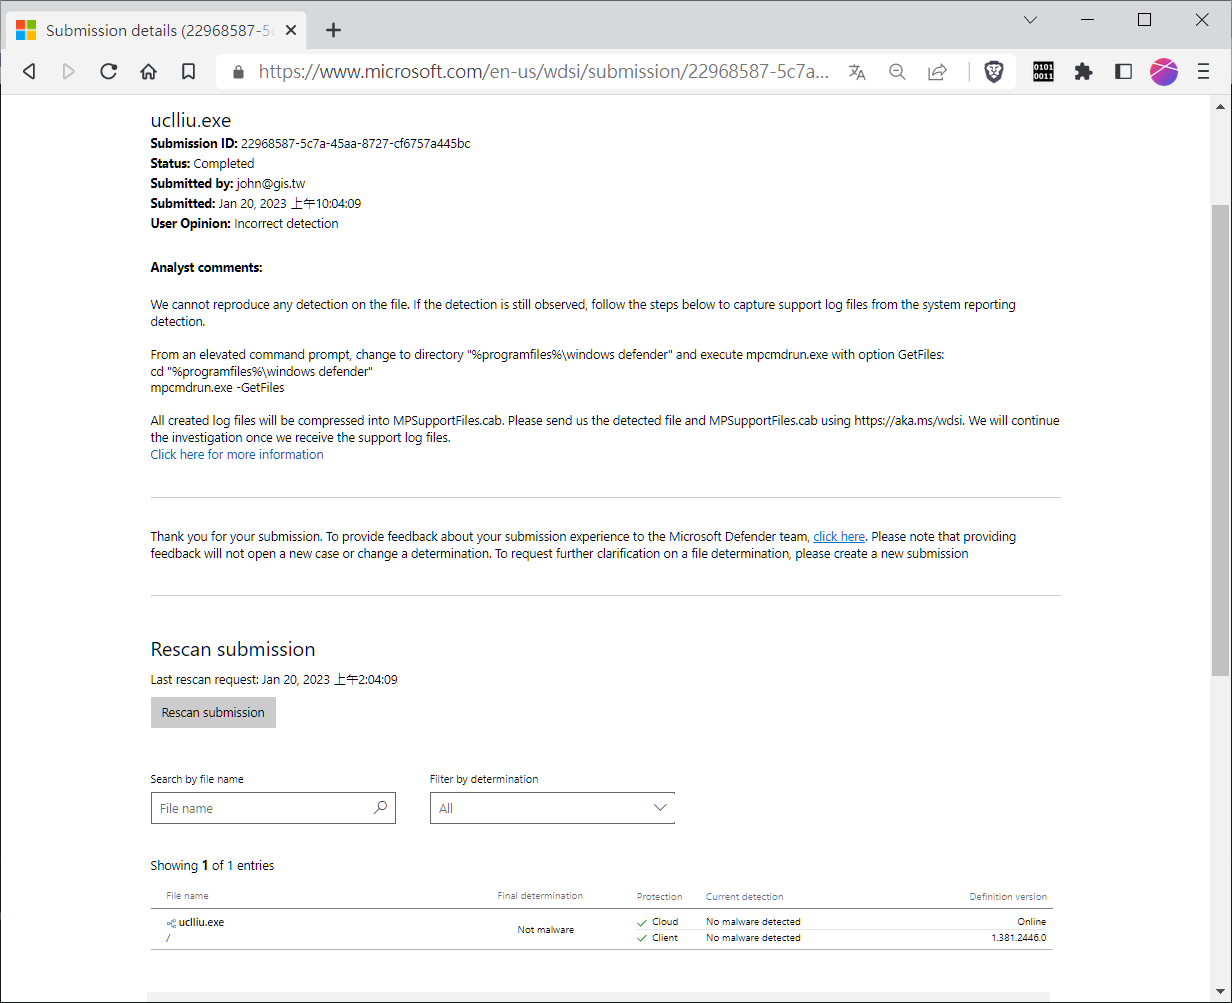 Submission details (22968587-5c
https://www.microsoft.com/en-us/wdsi/submission/22968587-5c7a...
0101
0011
uclliu.exe
Submission ID: 22968587-5c7a-45aa-8727-cf6757a445bc
Status: Completed
Submitted by: john@gis.tw
Submitted: Jan 20, 2023 上午10:04:09
User Opinion: Incorrect detection
Analyst comments:
We cannot reproduce any detection on the file. If the detection is still observed, follow the steps below to capture support log files from the system reporting
detection.
From an elevated command prompt, change to directory "%programfiles%\windows defender" and execute mpcmdrun.exe with option GetFiles:
cd "%programfiles%\windows defender"
mpcmdrun.exe -GetFiles
All created log files will be compressed into MPSupportFiles.cab. Please send us the detected file and MPSupportFiles.cab using https://aka.ms/wdsi. We will continue
the investigation once we receive the support log files.
Click here for more information
Thank you for your submission. To provide feedback about your submission experience to the Microsoft Defender team, click here. Please note that providing
feedback will not open a new case or change a determination. To request further clarification on a file determination, please create a new submission
Rescan submission
Last rescan request: Jan 20, 2023 上午2:04:09
Rescan submission
Search by file name
Filter by determination
File name
All
Showing 1 of 1 entries
File name Final determination Protection Current detection Definition version
uclliu.exe Cloud No malware detected Online
Not malware
/ Client No malware detected 1.381.2446.0